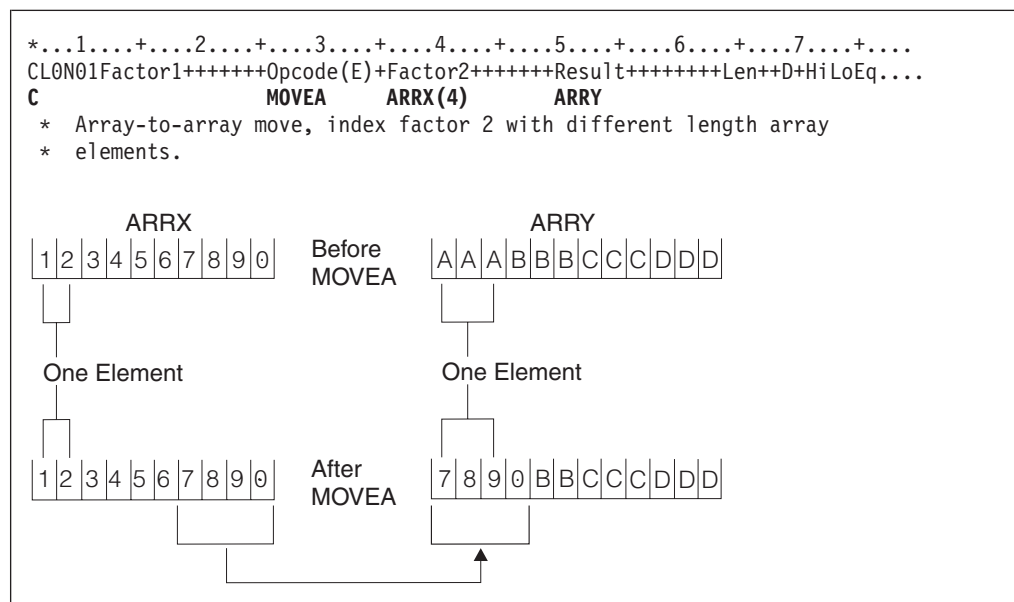 *...1....+....2....+....3....+....4....+....5....+....6....+....7....+....
CL0N01Factor1+++++++Opcode(E)+Factor2+++++++Result++++++++Len++D+HiLoEq....
C                   MOVEA     ARRX(4)       ARRY
 *  Array-to-array move, index factor 2 with different length array
 *  elements.
ARRX ARRY
1 2 3 4 5 6 7 8 9 0 Before MOVEA A A A B B B C C C D D D
One Element One Element
1 2 3 4 5 6 7 8 9 0 After MOVEA 7 8 9 0 B B C C C D D D